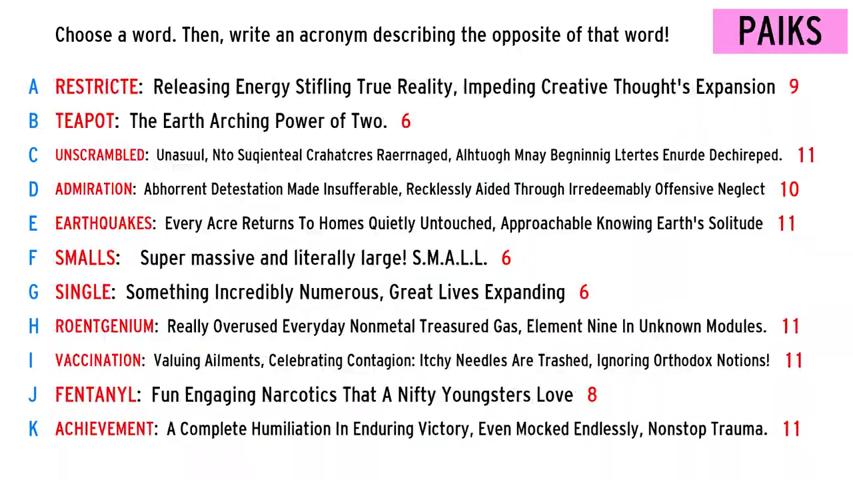 Choose a word. Then, write an acronym describing the opposite of that word!
PAIKS
A RESTRICTE: Releasing Energy Stifling True Reality, Impeding Creative Thought's Expansion 9
B TEAPOT: The Earth Arching Power of Two. 6
C UNSCRAMBLED: Unasuul, Nto Suqienteal Crahatcres Raerrnaged, Alhtuogh Mnay Begninnig Ltertes Enurde Dechireped. 11
D ADMIRATION: Abhorrent Detestation Made Insufferable, Recklessly Aided Through Irredeemably Offensive Neglect 10
E EARTHQUAKES: Every Acre Returns To Homes Quietly Untouched, Approachable Knowing Earth's Solitude 11
F SMALLS: Super massive and literally large! S.M.A.L.L. 6
G SINGLE: Something Incredibly Numerous, Great Lives Expanding 6
H ROENTGENIUM: Really Overused Everyday Nonmetal Treasured Gas, Element Nine In Unknown Modules. 11
I VACCINATION: Valuing Ailments, Celebrating Contagion: Itchy Needles Are Trashed, Ignoring Orthodox Notions! 11
J FENTANYL: Fun Engaging Narcotics That A Nifty Youngsters Love 8
K ACHIEVEMENT: A Complete Humiliation In Enduring Victory, Even Mocked Endlessly, Nonstop Trauma. 11